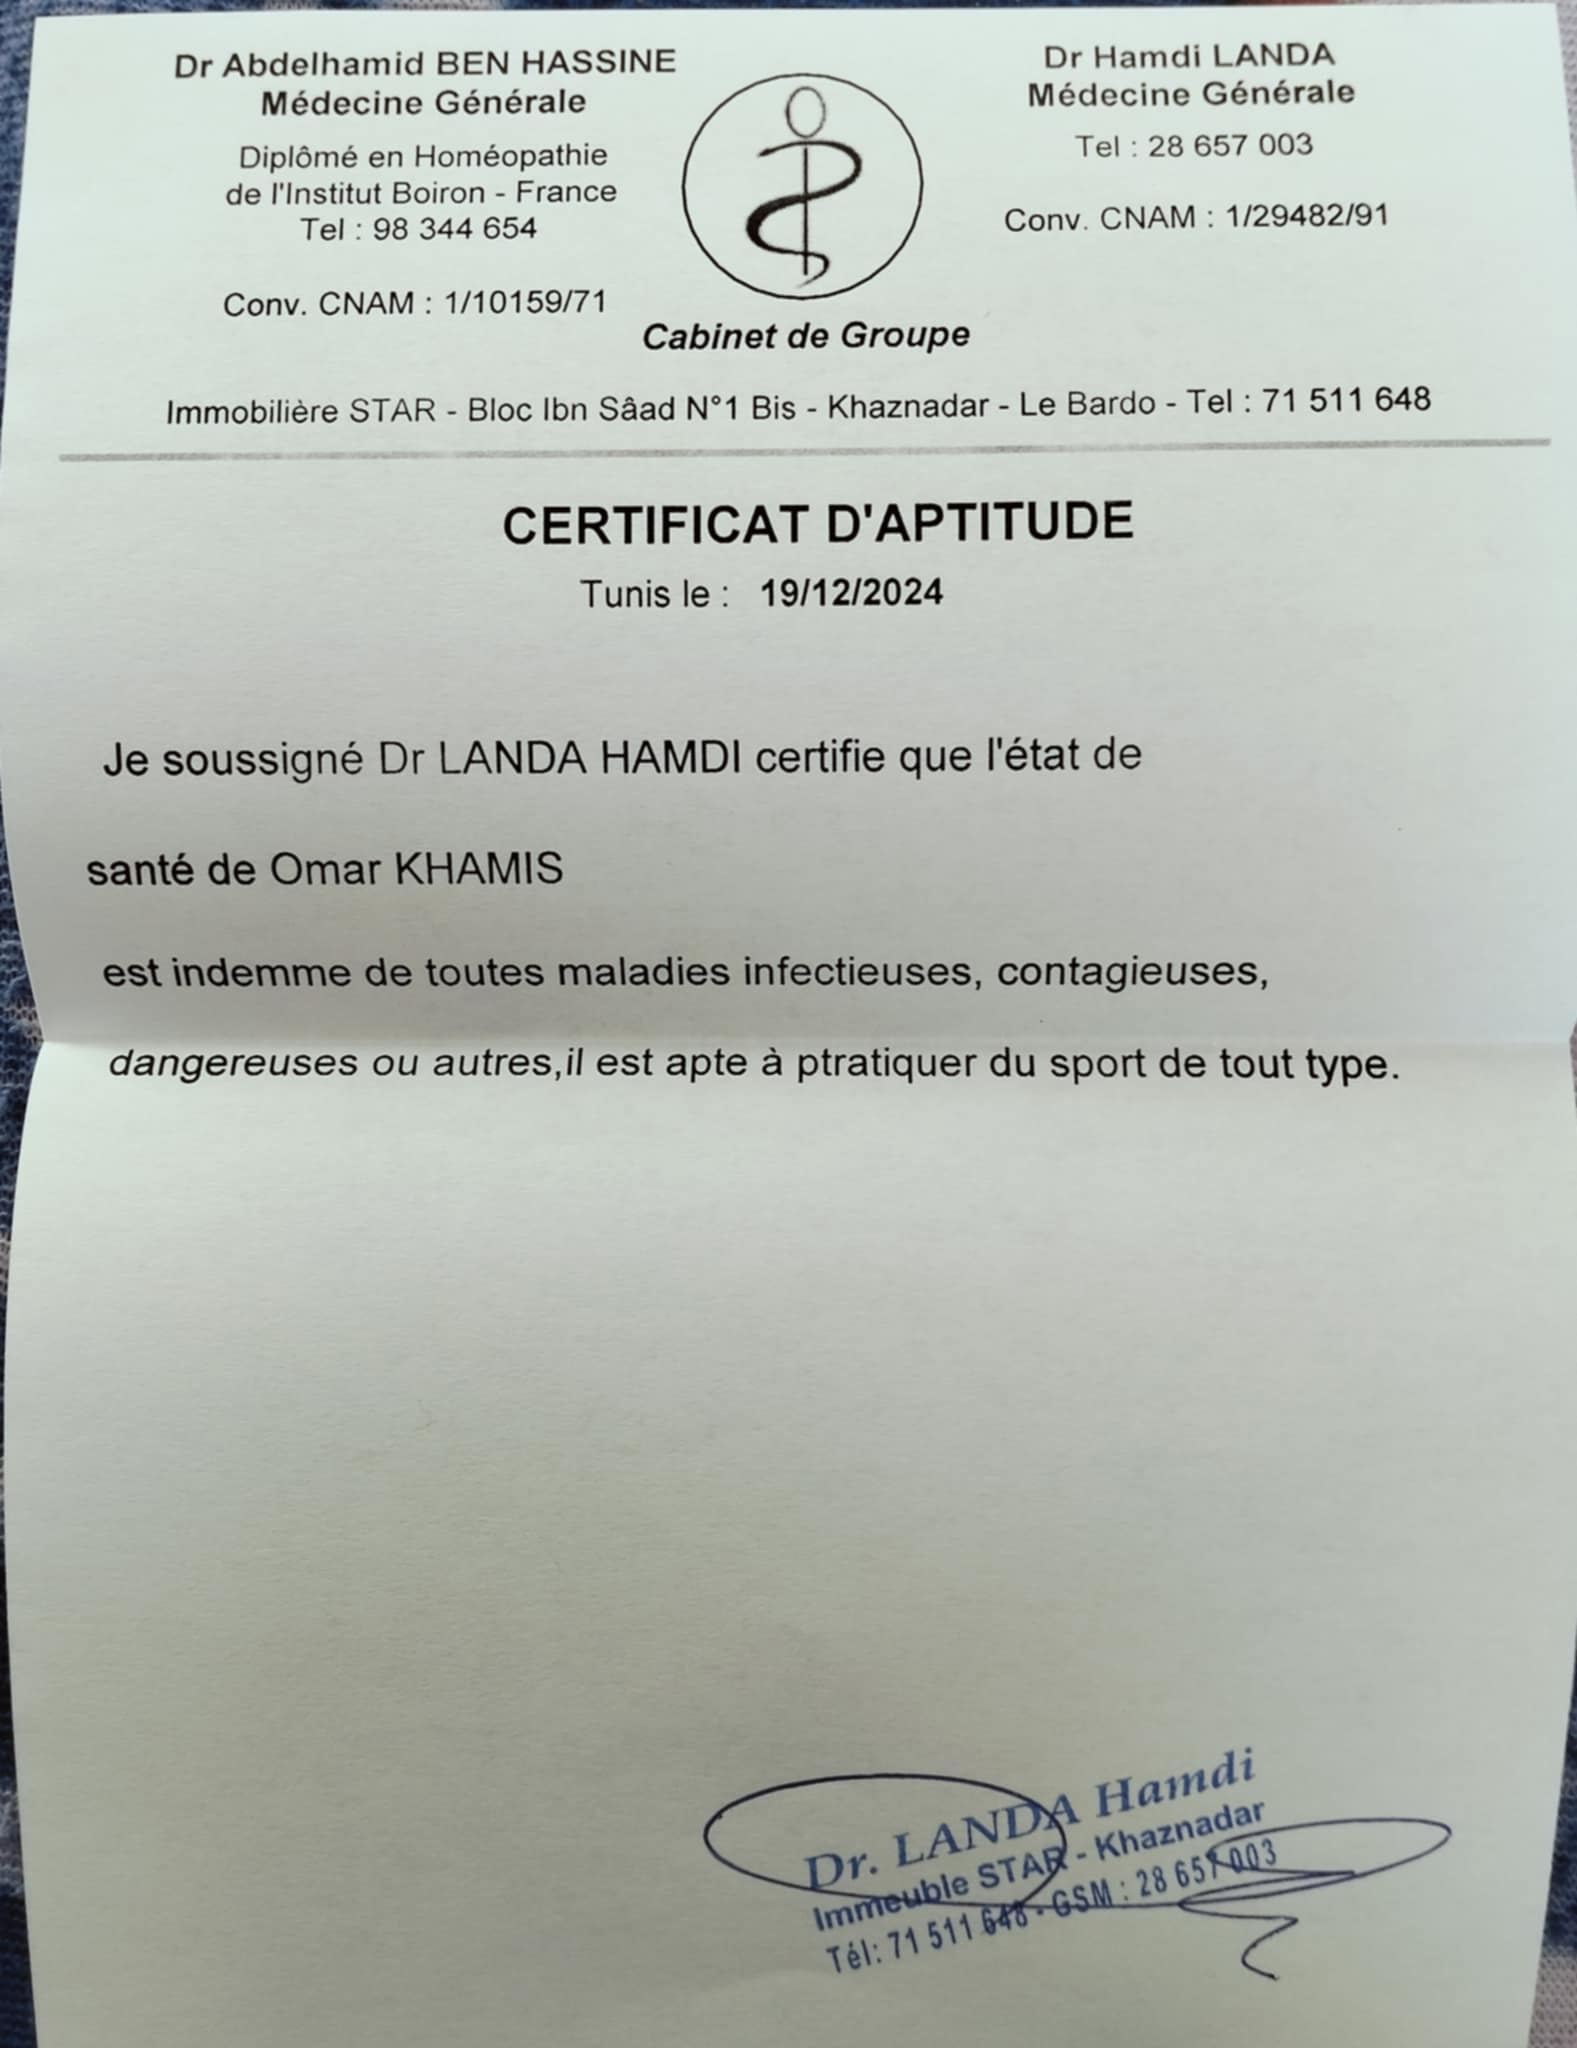 Dr Abdelhamid BEN HASSINE
Médecine Générale
Diplômé en Homéopathie
de l'Institut Boiron - France
Tel : 98 344 654
Conv. CNAM : 1/10159/71
Dr Hamdi LANDA
Médecine Générale
Tel : 28 657 003
Conv. CNAM : 1/29482/91
Cabinet de Groupe
Immobilière STAR - Bloc Ibn Sâad N°1 Bis - Khaznadar - Le Bardo - Tel : 71 511 648
CERTIFICAT D'APTITUDE
Tunis le : 19/12/2024
Je soussigné Dr LANDA HAMDI certifie que l'état de
santé de Omar KHAMIS
est indemme de toutes maladies infectieuses, contagieuses,
dangereuses ou autres,il est apte à ptratiquer du sport de tout type.
Dr. LANDA Hamdi
Immeuble STAR - Khaznadar
Tél: 71 511 648 - GSM : 28 657 003